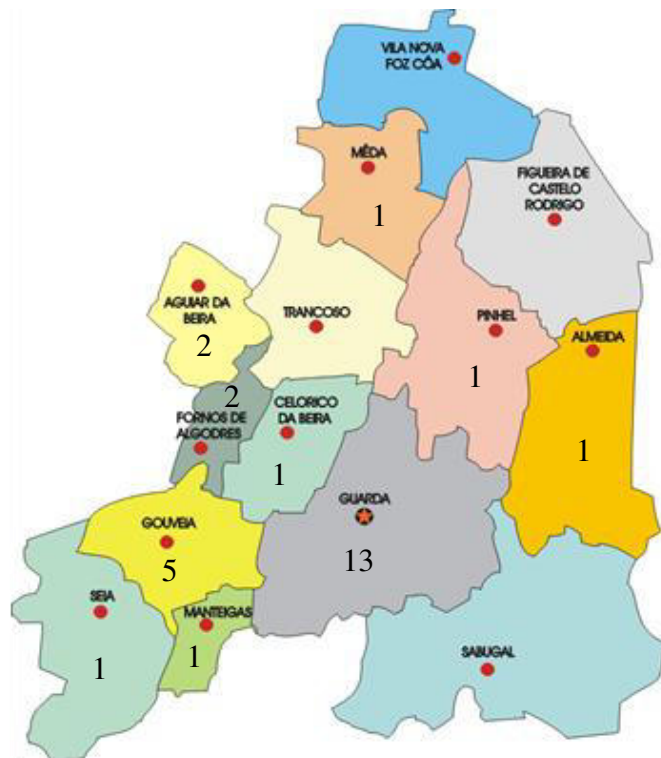 VILA NOVA
FOZ CÔA
MÊDA
1
FIGUEIRA DE
CASTELO
RODRIGO
AGUIAR DA
BEIRA
2
TRANCOSO
PINHEL
1
ALMEIDA
1
2
FORNOS DE
ALGODRES
CELORICO
DA BEIRA
1
GUARDA
13
GOUVEIA
5
SEIA
1
MANTEIGAS
1
SABUGAL